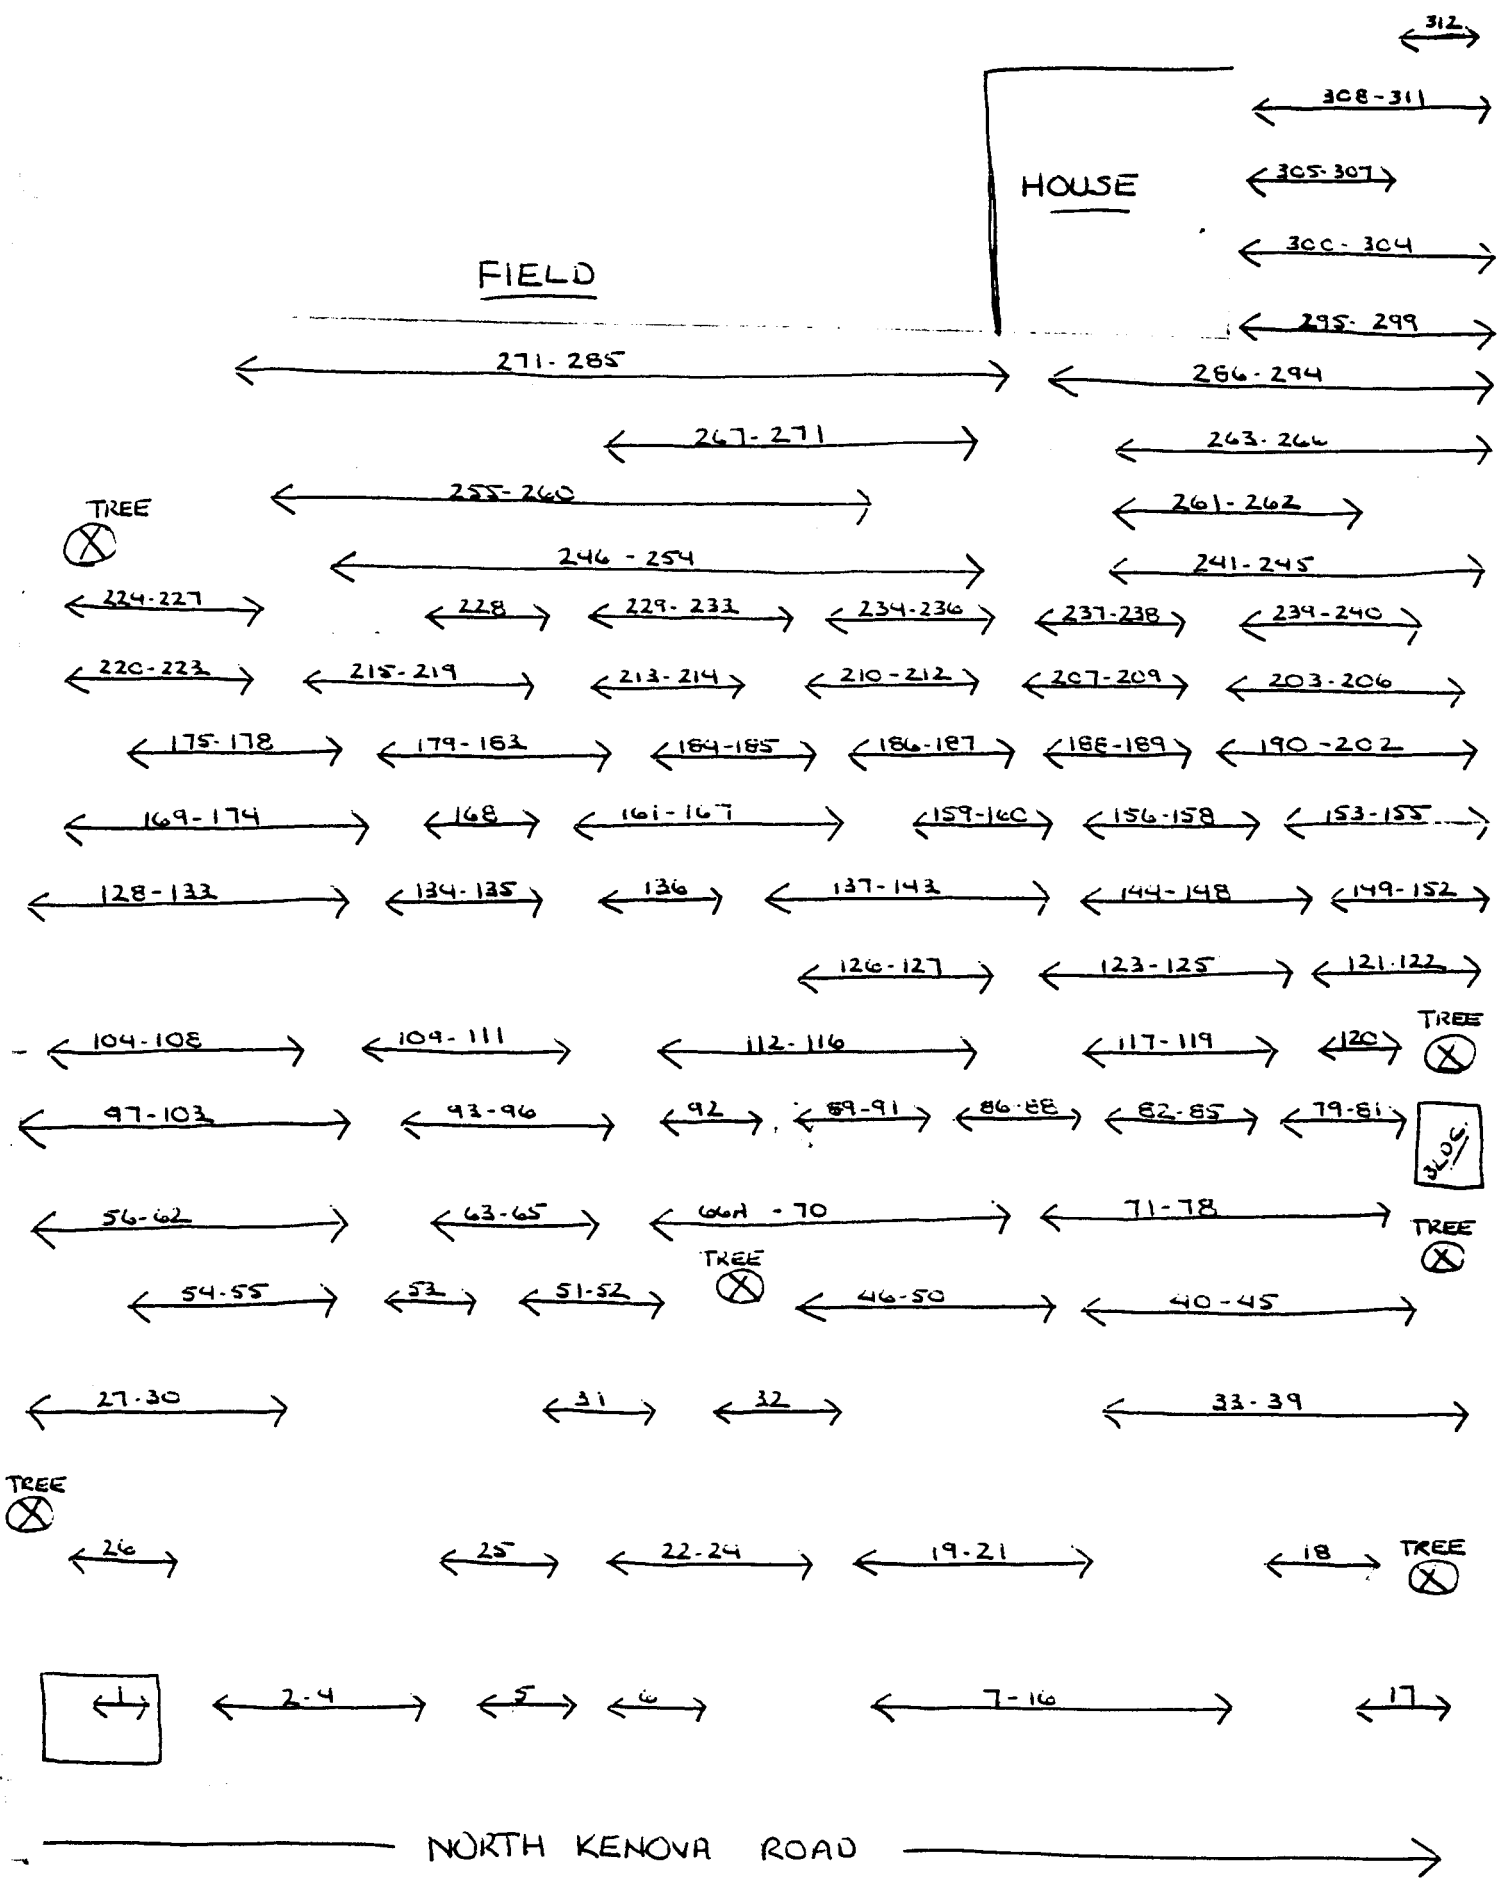 312
308-311
HOUSE
305-307
300-304
FIELD
295-299
271-285 286-294
267-271 263-266
255-260 261-262
TREE
246-254 241-245
224-227 228 229-233 234-236 237-238 239-240
220-223 215-219 213-214 210-212 207-209 203-206
175-178 179-183 184-185 186-187 188-189 190-202
169-174 168 161-167 159-160 156-158 153-155
128-133 134-135 136 137-143 144-148 149-152
126-127 123-125 121-122
TREE
104-108 109-111 112-116 117-119 120
97-103 93-96 92 89-91 86-88 82-85 79-81
BLDG.
56-62 63-65 66A - 70 71-78
TREE
TREE
54-55 53 51-52 46-50 40-45
27-30 31 32 33-39
TREE
26 25 22-24 19-21 18 TREE
1 2-4 5 6 7-16 17
NORTH KENOVA ROAD